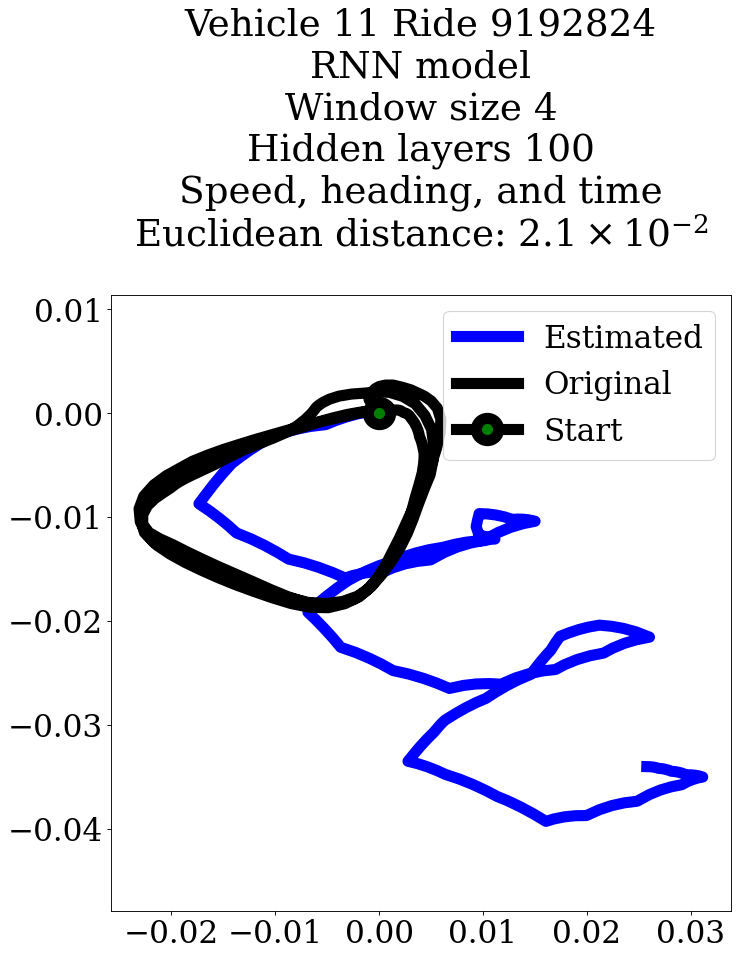 Vehicle 11 Ride 9192824
RNN model
Window size 4
Hidden layers 100
Speed, heading, and time
Euclidean distance: 2.1 × 10⁻²
Estimated
Original
Start
0.01
0.00
−0.01
−0.02
−0.03
−0.04
−0.02 −0.01 0.00 0.01 0.02 0.03